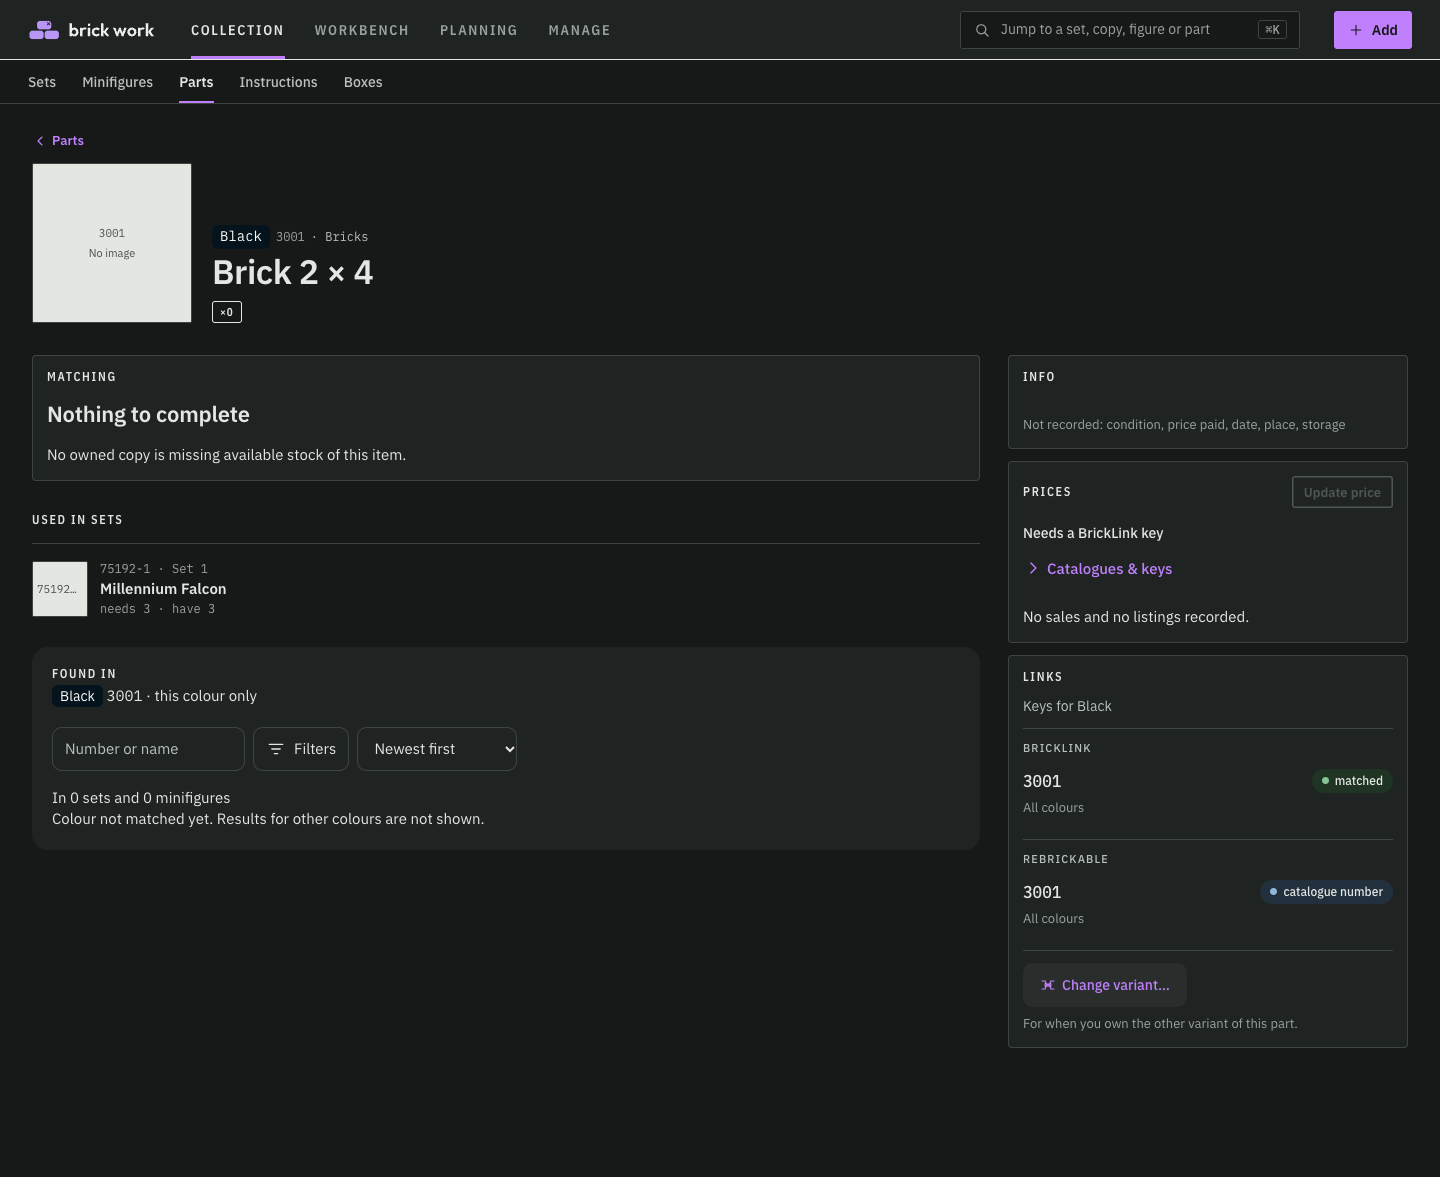 brick work
COLLECTION WORKBENCH PLANNING MANAGE
Jump to a set, copy, figure or part ⌘K
+ Add
Sets Minifigures Parts Instructions Boxes
Parts
3001
No image
Black 3001 · Bricks
Brick 2 × 4
×0
MATCHING
Nothing to complete
No owned copy is missing available stock of this item.
USED IN SETS
75192…
75192-1 · Set 1
Millennium Falcon
needs 3 · have 3
FOUND IN
Black 3001 · this colour only
Number or name Filters Newest first
In 0 sets and 0 minifigures
Colour not matched yet. Results for other colours are not shown.
INFO
Not recorded: condition, price paid, date, place, storage
PRICES Update price
Needs a BrickLink key
Catalogues & keys
No sales and no listings recorded.
LINKS
Keys for Black
BRICKLINK
3001 matched
All colours
REBRICKABLE
3001 catalogue number
All colours
Change variant…
For when you own the other variant of this part.